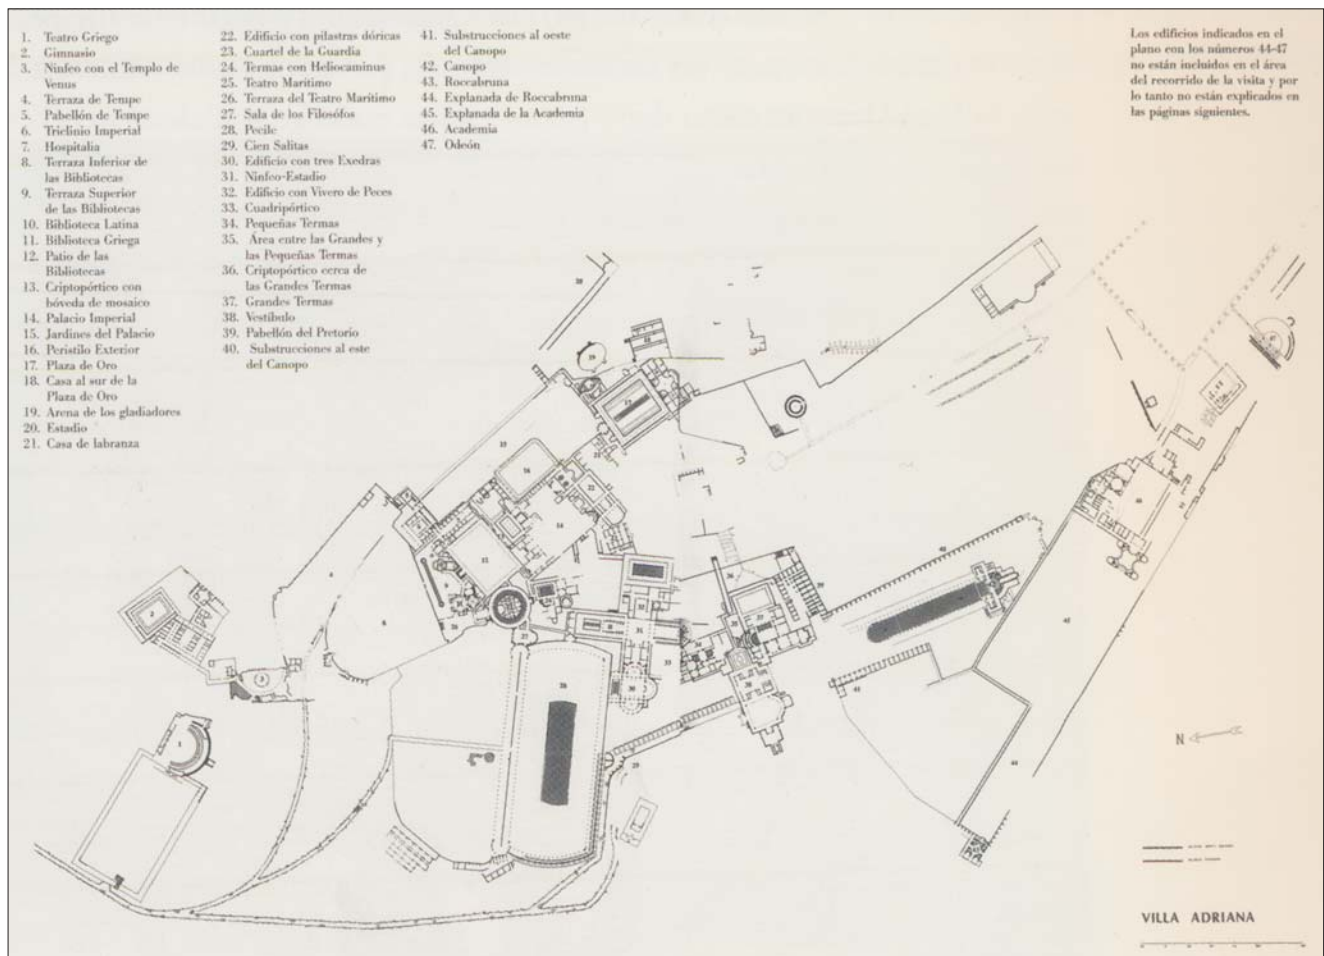 1. Teatro Griego
2. Gimnasio
3. Ninfeo con el Templo de
Venus
4. Terraza de Tempe
5. Pabellón de Tempe
6. Triclinio Imperial
7. Hospitalia
8. Terraza Inferior de
las Bibliotecas
9. Terraza Superior
de las Bibliotecas
10. Biblioteca Latina
11. Biblioteca Griega
12. Patio de las
Bibliotecas
13. Criptopórtico con
bóveda de mosaico
14. Palacio Imperial
15. Jardines del Palacio
16. Peristilo Exterior
17. Plaza de Oro
18. Casa al sur de la
Plaza de Oro
19. Arena de los gladiadores
20. Estadio
21. Casa de labranza
22. Edificio con pilastras dóricas
23. Cuartel de la Guardia
24. Termas con Heliocaminus
25. Teatro Marítimo
26. Terraza del Teatro Marítimo
27. Sala de los Filosófos
28. Pecile
29. Cien Salitas
30. Edificio con tres Exedras
31. Ninfeo-Estadio
32. Edificio con Vivero de Peces
33. Cuadripórtico
34. Pequeñas Termas
35. Área entre las Grandes y
las Pequeñas Termas
36. Criptopórtico cerca de
las Grandes Termas
37. Grandes Termas
38. Vestíbulo
39. Pabellón del Pretorio
40. Substrucciones al este
del Canopo
41. Substrucciones al oeste
del Canopo
42. Canopo
43. Roccabruna
44. Explanada de Roccabruna
45. Explanada de la Academia
46. Academia
47. Odeón
Los edificios indicados en el
plano con los números 44-47
no están incluidos en el área
del recorrido de la visita y por
lo tanto no están explicados en
las páginas siguientes.
N
VILLA ADRIANA